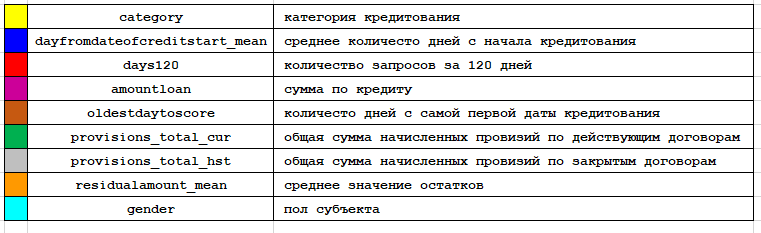 category категория кредитования
dayfromdateofcreditstart_mean среднее количесто дней с начала кредитования
days120 количество запросов за 120 дней
amountloan сумма по кредиту
oldestdaytoscore количесто дней с самой первой даты кредитования
provisions_total_cur общая сумма начисленных провизий по действующим договорам
provisions_total_hst общая сумма начисленных провизий по закрытым договорам
residualamount_mean среднее значение остатков
gender пол субъекта